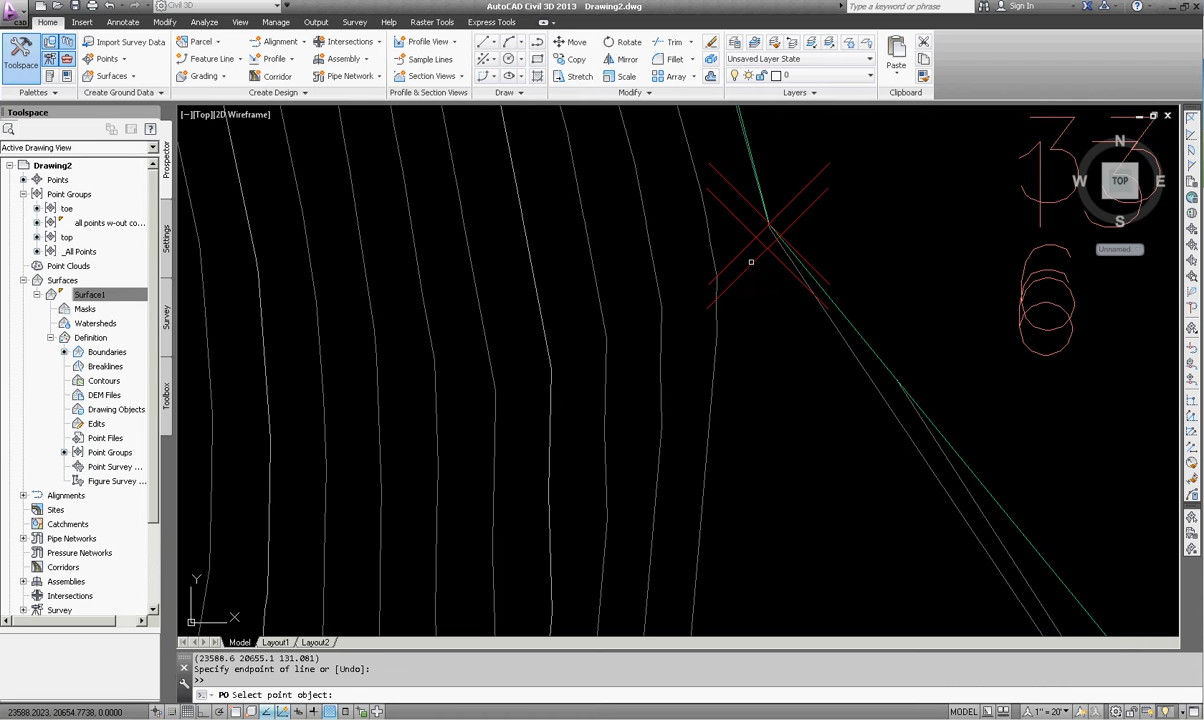 AutoCAD Civil 3D 2013 Drawing2.dwg
Civil 3D
Type a keyword or phrase
Sign In
Home Insert Annotate Modify Analyze View Manage Output Survey Help Raster Tools Express Tools
Import Survey Data Parcel Alignment Intersections Profile View Move Rotate Trim Unsaved Layer State
Points Feature Line Profile Assembly Sample Lines Copy Mirror Fillet 0
Toolspace Surfaces Grading Corridor Pipe Network Section Views Stretch Scale Array Paste
Palettes Create Ground Data Create Design Profile & Section Views Draw Modify Layers Clipboard
Toolspace
Active Drawing View
Drawing2
Points
Point Groups
toe
all points w-out co...
top
_All Points
Point Clouds
Surfaces
Surface1
Masks
Watersheds
Definition
Boundaries
Breaklines
Contours
DEM Files
Drawing Objects
Edits
Point Files
Point Groups
Point Survey ...
Figure Survey ...
Alignments
Sites
Catchments
Pipe Networks
Pressure Networks
Corridors
Assemblies
Intersections
Survey
Prospector
Settings
Survey
Toolbox
[−][Top][2D Wireframe]
N
W TOP E
S
Unnamed
Y
X
Model Layout1 Layout2
(23588.6 20655.1 131.081)
Specify endpoint of line or [Undo]:
>>
PO Select point object:
23588.2023, 20654.7738, 0.0000
MODEL 1" = 20'